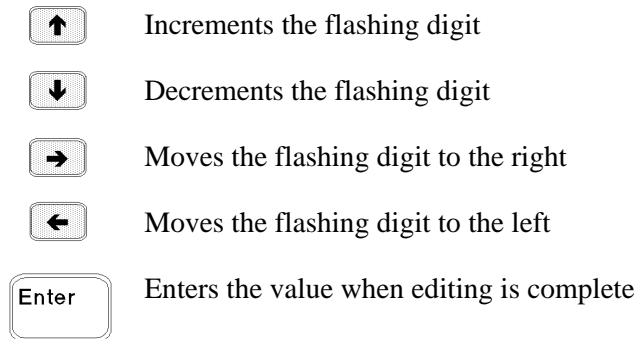 ↑ Increments the flashing digit
↓ Decrements the flashing digit
→ Moves the flashing digit to the right
← Moves the flashing digit to the left
Enter Enters the value when editing is complete